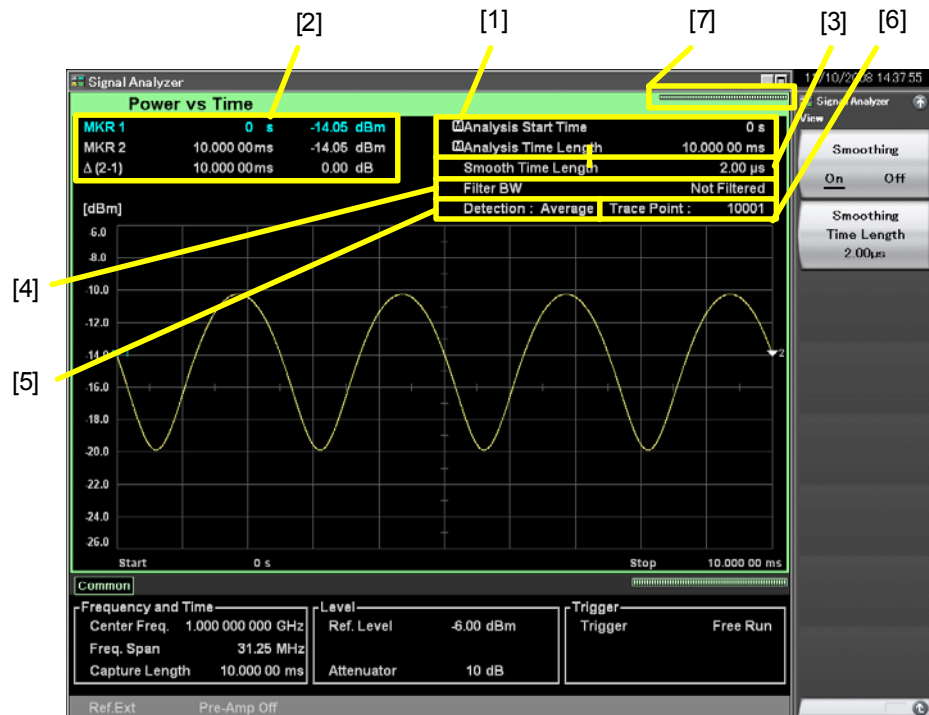 [2] [1] [7] [3] [6]
Signal Analyzer
11/10/2008 14:37:55
Power vs Time
MKR 1 0 s -14.05 dBm
MKR 2 10.000 00 ms -14.05 dBm
Δ (2-1) 10.000 00 ms 0.00 dB
M Analysis Start Time 0 s
M Analysis Time Length 10.000 00 ms
Smooth Time Length 2.00 µs
Filter BW Not Filtered
Detection : Average Trace Point : 10001
Signal Analyzer
View
Smoothing
On Off
Smoothing
Time Length
2.00µs
[4]
[5]
[dBm]
-6.0
-8.0
-10.0
-12.0
-14.0
-16.0
-18.0
-20.0
-22.0
-24.0
-26.0
2
Start 0 s Stop 10.000 00 ms
Common
Frequency and Time
Center Freq. 1.000 000 000 GHz
Freq. Span 31.25 MHz
Capture Length 10.000 00 ms
Level
Ref. Level -6.00 dBm
Attenuator 10 dB
Trigger
Trigger Free Run
Ref.Ext Pre-Amp Off